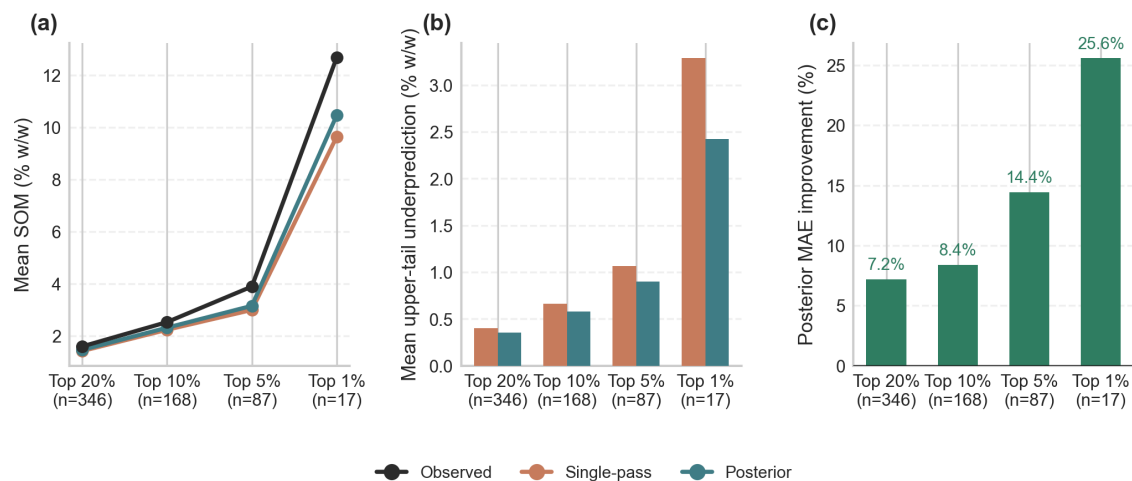 (a)
Mean SOM (% w/w)
12
10
8
6
4
2
Top 20%
(n=346)
Top 10%
(n=168)
Top 5%
(n=87)
Top 1%
(n=17)
(b)
Mean upper-tail underprediction (% w/w)
3.0
2.5
2.0
1.5
1.0
0.5
0.0
Top 20%
(n=346)
Top 10%
(n=168)
Top 5%
(n=87)
Top 1%
(n=17)
(c)
Posterior MAE improvement (%)
25
20
15
10
5
0
7.2%
8.4%
14.4%
25.6%
Top 20%
(n=346)
Top 10%
(n=168)
Top 5%
(n=87)
Top 1%
(n=17)
Observed
Single-pass
Posterior